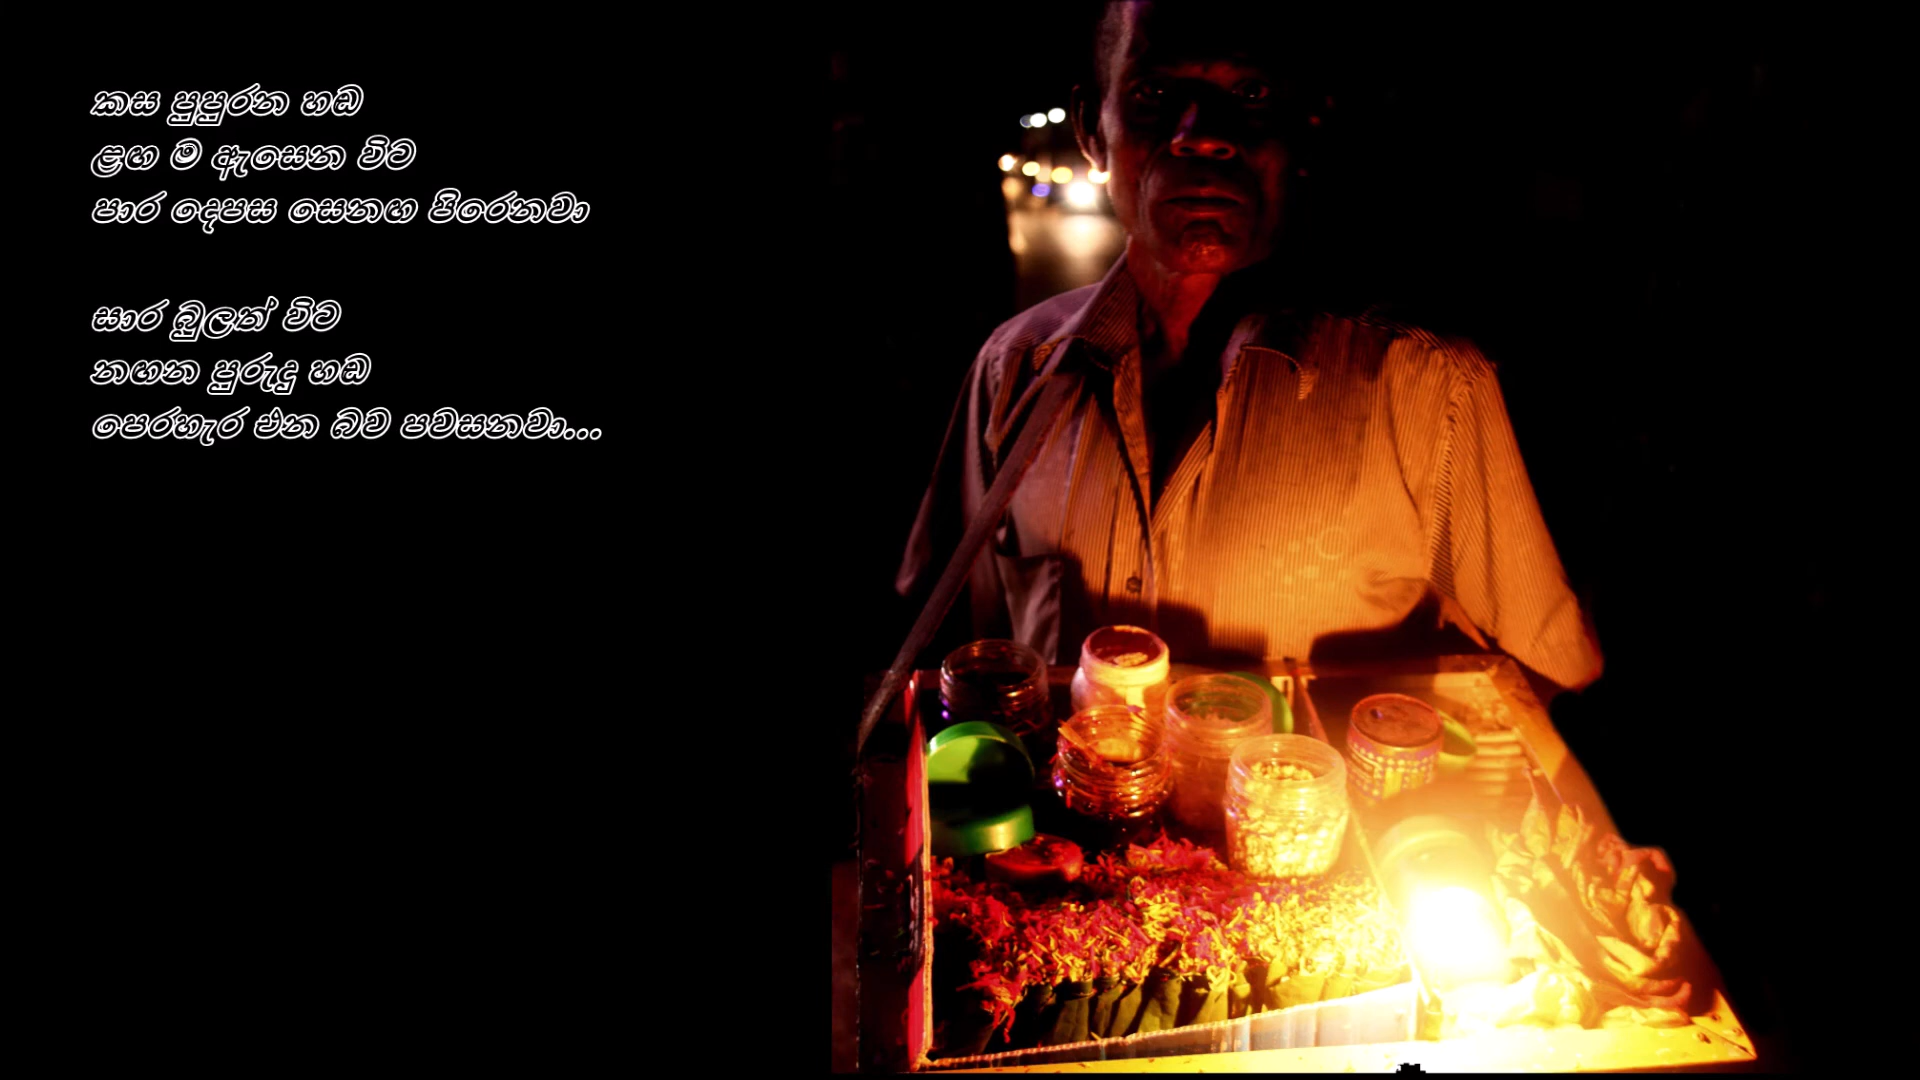 කස පුපුරන හඬ
ළඟ ම ඇසෙන විට
පාර දෙපස සෙනඟ පිරෙනවා
සාර බුලත් විට
නඟන පුරුදු හඬ
පෙරහැර එන බව පවසනවා...